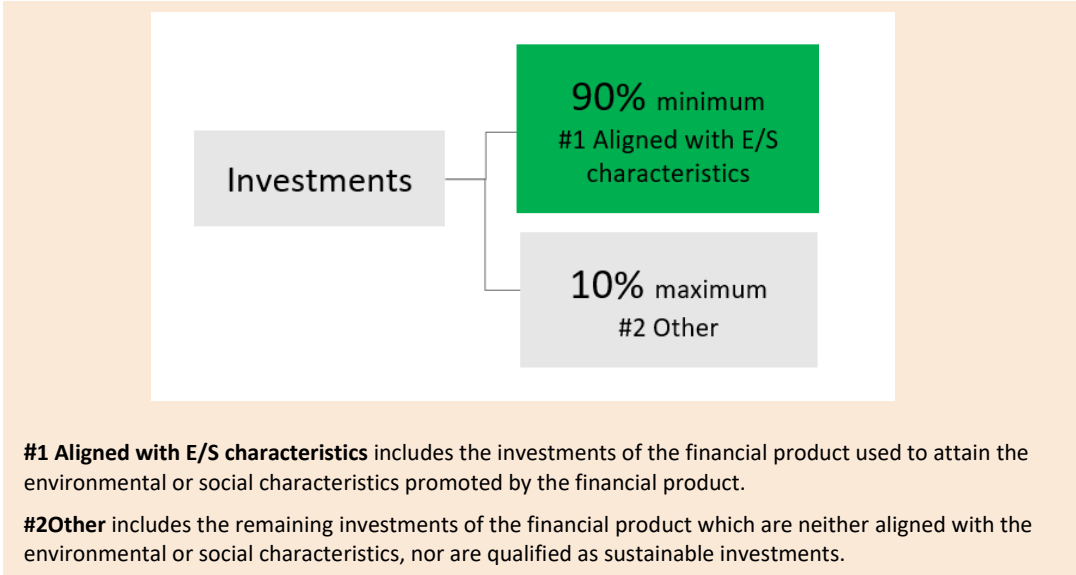 Investments
90% minimum
#1 Aligned with E/S
characteristics
10% maximum
#2 Other
#1 Aligned with E/S characteristics includes the investments of the financial product used to attain the
environmental or social characteristics promoted by the financial product.
#2Other includes the remaining investments of the financial product which are neither aligned with the
environmental or social characteristics, nor are qualified as sustainable investments.